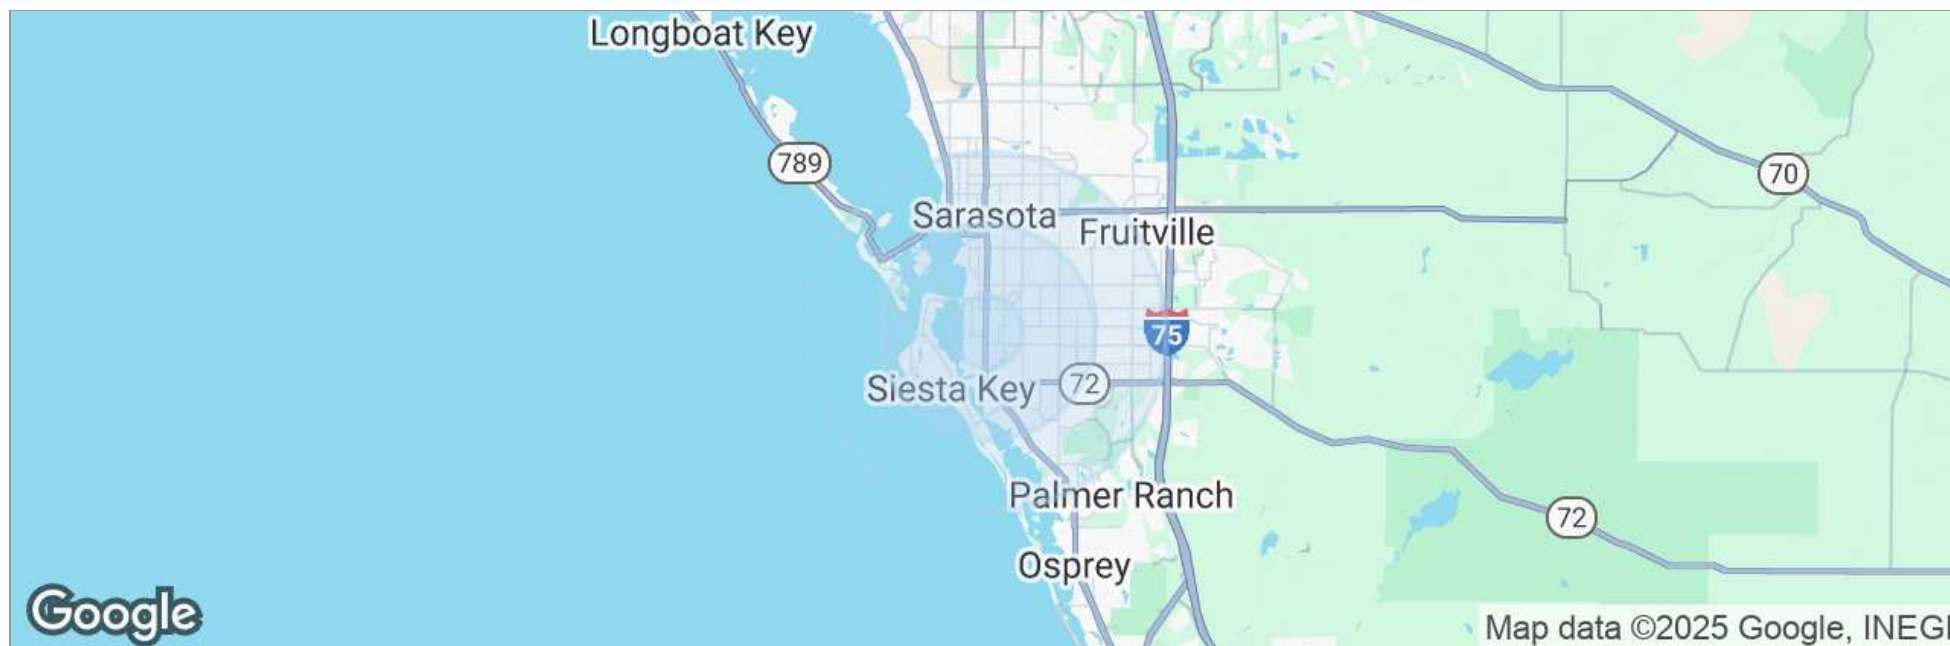 Longboat Key
789
70
Sarasota
Fruitville
75
Siesta Key
72
Palmer Ranch
72
Osprey
Google
Map data ©2025 Google, INEGI